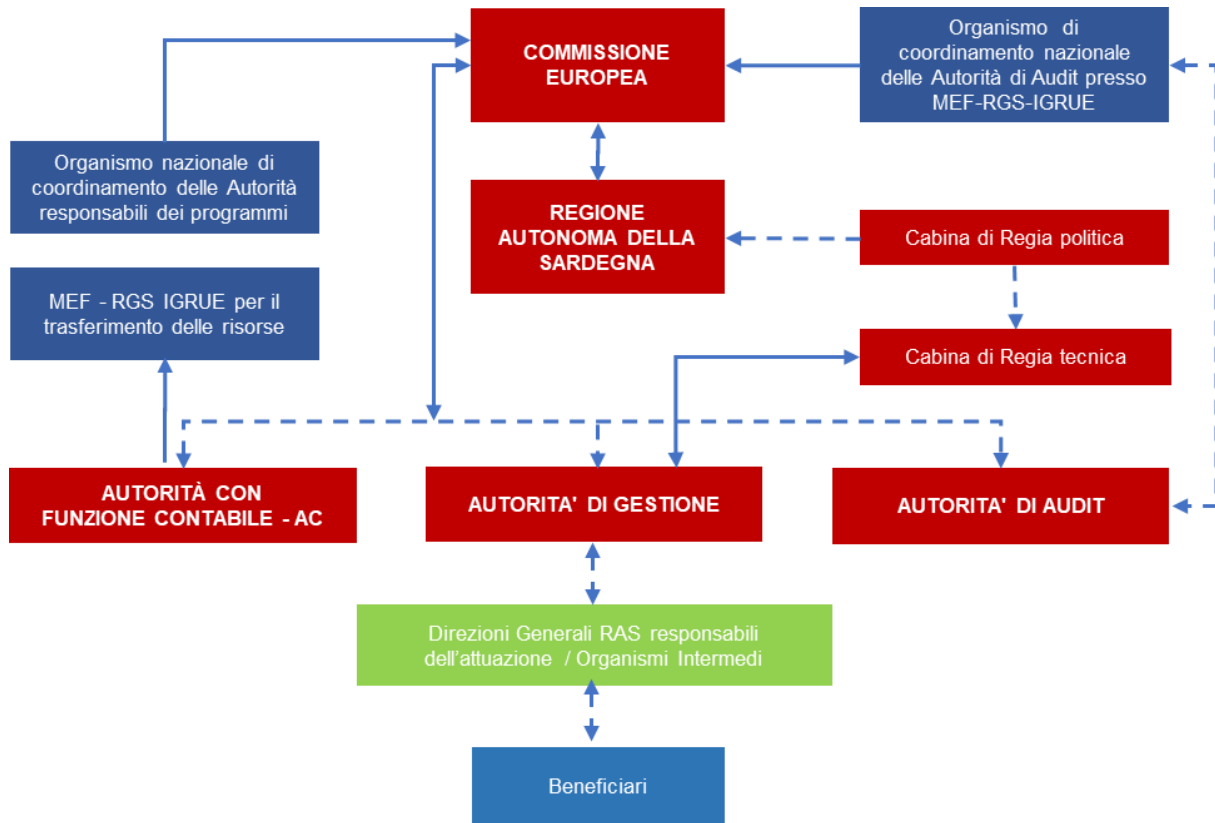 COMMISSIONE
EUROPEA
Organismo di
coordinamento nazionale
delle Autorità di Audit presso
MEF-RGS-IGRUE
Organismo nazionale di
coordinamento delle Autorità
responsabili dei programmi
REGIONE
AUTONOMA DELLA
SARDEGNA
Cabina di Regia politica
MEF - RGS IGRUE per il
trasferimento delle risorse
Cabina di Regia tecnica
AUTORITÀ CON
FUNZIONE CONTABILE - AC
AUTORITA' DI GESTIONE
AUTORITA' DI AUDIT
Direzioni Generali RAS responsabili
dell'attuazione / Organismi Intermedi
Beneficiari